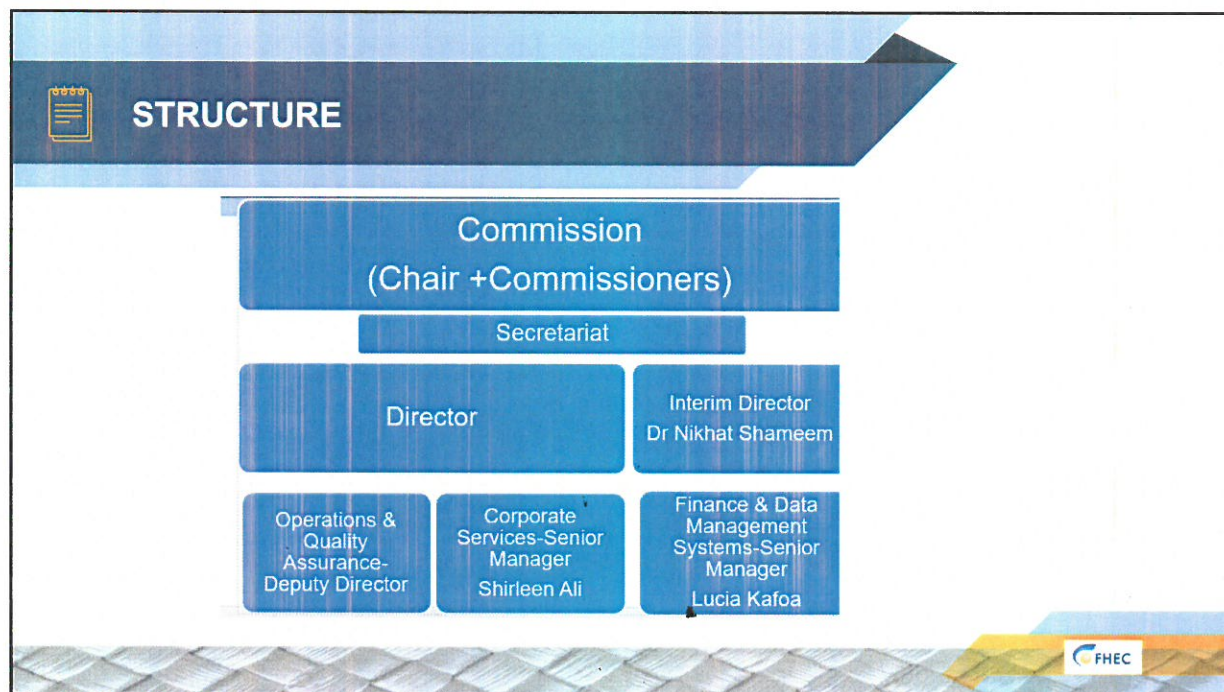 STRUCTURE
Commission
(Chair +Commissioners)
Secretariat
Director
Interim Director
Dr Nikhat Shameem
Operations &
Quality
Assurance-
Deputy Director
Corporate
Services-Senior
Manager
Shirleen Ali
Finance & Data
Management
Systems-Senior
Manager
Lucia Kafoa
FHEC